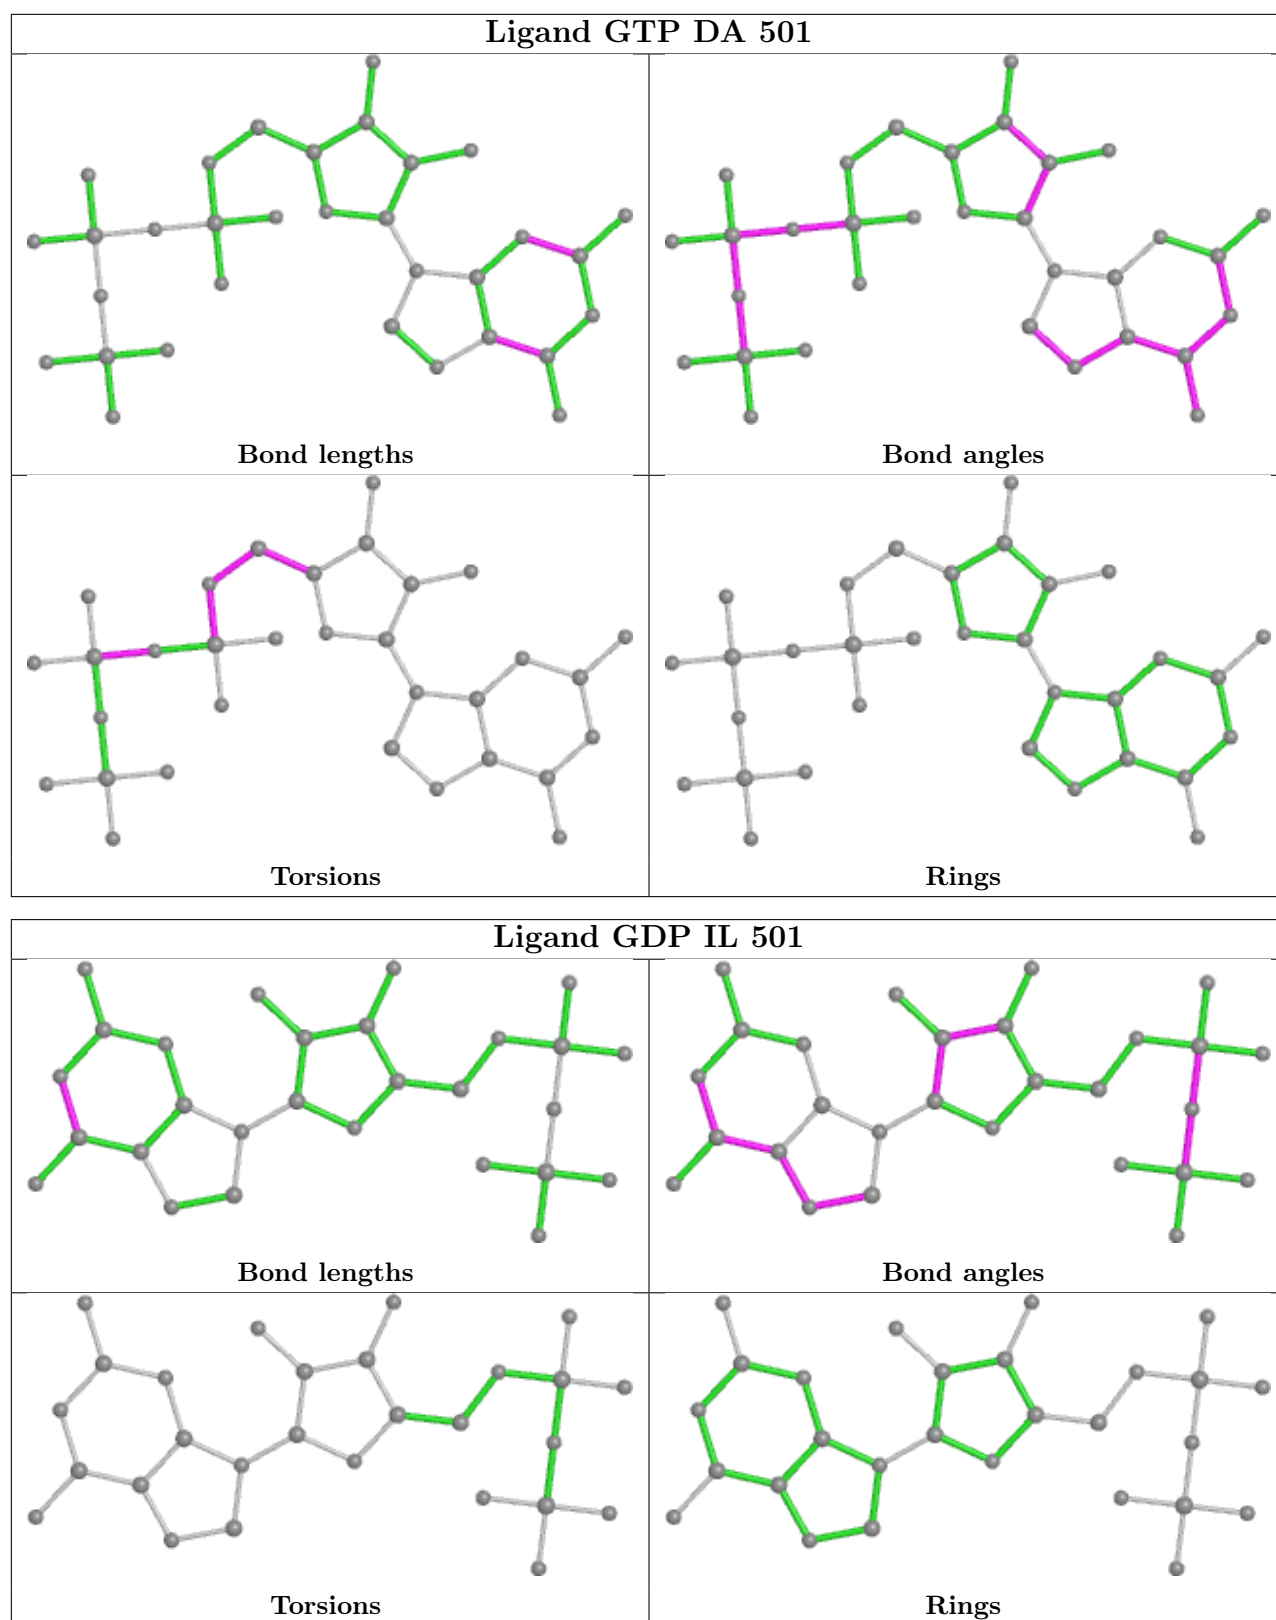 Ligand GTP DA 501
Bond lengths
Bond angles
Torsions
Rings
Ligand GDP IL 501
Bond lengths
Bond angles
Torsions
Rings